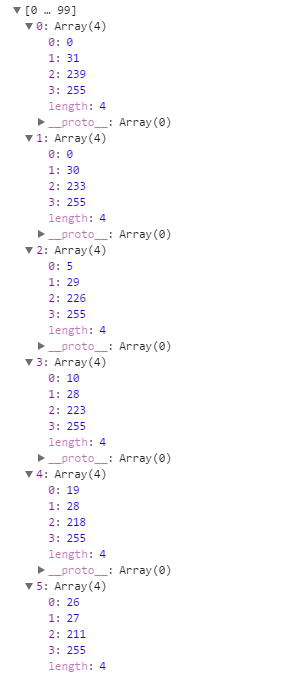 ▼[0 … 99]
▼0: Array(4)
0: 0
1: 31
2: 239
3: 255
length: 4
▶__proto__: Array(0)
▼1: Array(4)
0: 0
1: 30
2: 233
3: 255
length: 4
▶__proto__: Array(0)
▼2: Array(4)
0: 5
1: 29
2: 226
3: 255
length: 4
▶__proto__: Array(0)
▼3: Array(4)
0: 10
1: 28
2: 223
3: 255
length: 4
▶__proto__: Array(0)
▼4: Array(4)
0: 19
1: 28
2: 218
3: 255
length: 4
▶__proto__: Array(0)
▼5: Array(4)
0: 26
1: 27
2: 211
3: 255
length: 4